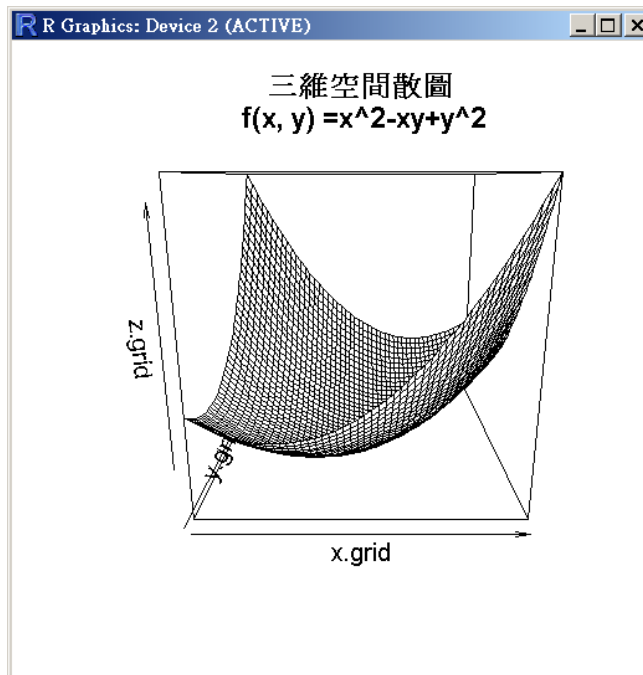 R Graphics: Device 2 (ACTIVE)
三維空間散圖
f(x, y) =x^2-xy+y^2
z.grid
x.grid